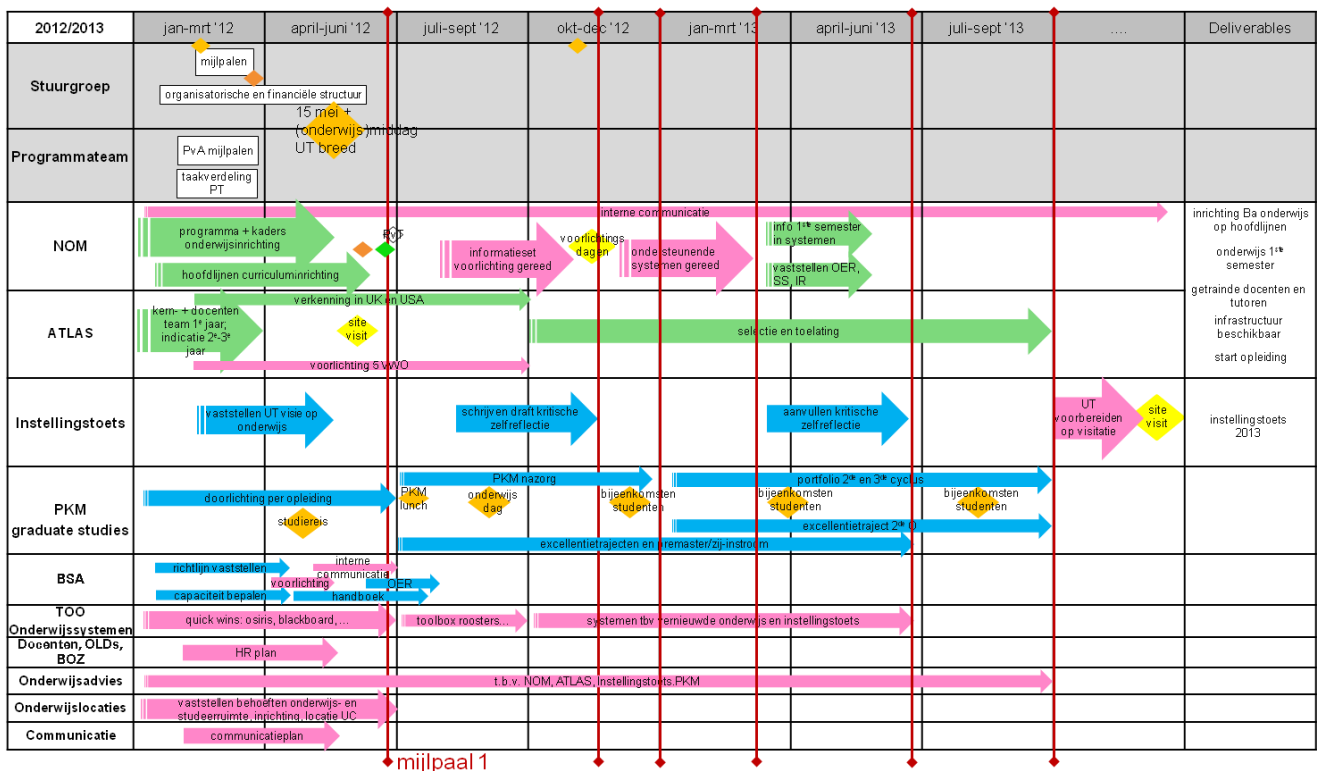 2012/2013
jan-mrt '12
april-juni '12
juli-sept '12
okt-dec '12
jan-mrt '13
april-juni '13
juli-sept '13
....
Deliverables
Stuurgroep
mijlpalen
organisatorische en financiële structuur
15 mei +
(onderwijs)middag
UT breed
Programmateam
PvA mijlpalen
taakverdeling
PT
NOM
interne communicatie
programma + kaders
onderwijsinrichting
hoofdlijnen curriculuminrichting
informatieset
voorlichting gereed
voorlichtings
dagen
ondersteunende
systemen gereed
info 1ste semester
in systemen
vaststellen OER,
SS, IR
inrichting Ba onderwijs
op hoofdlijnen
onderwijs 1ste
semester
getrainde docenten en
tutoren
infrastructuur
beschikbaar
start opleiding
ATLAS
verkenning in UK en USA
kern- + docenten
team 1e jaar;
indicatie 2e-3e
jaar
site
visit
selectie en toelating
voorlichting 5 VWO
Instellingstoets
vaststellen UT visie op
onderwijs
schrijven draft kritische
zelfreflectie
aanvullen kritische
zelfreflectie
UT
voorbereiden
op visitatie
site
visit
instellingstoets
2013
PKM
graduate studies
doorlichting per opleiding
studiereis
PKM nazorg
PKM
lunch
onderwijs
dag
bijeenkomsten
studenten
portfolio 2de en 3de cyclus
bijeenkomsten
studenten
bijeenkomsten
studenten
excellentietraject 2de O
excellentietrajecten en premaster/zij-instroom
BSA
richtlijn vaststellen
interne
communicatie
voorlichting
OER
capaciteit bepalen
handboek
TOO
Onderwijssystemen
quick wins: osiris, blackboard, ...
toolbox roosters...
systemen tbv vernieuwde onderwijs en instellingstoets
Docenten, OLDs,
BOZ
HR plan
Onderwijsadvies
t.b.v. NOM, ATLAS, Instellingstoets.PKM
Onderwijslocaties
vaststellen behoeften onderwijs- en
studeerruimte, inrichting, locatie UC
Communicatie
communicatieplan
mijlpaal 1